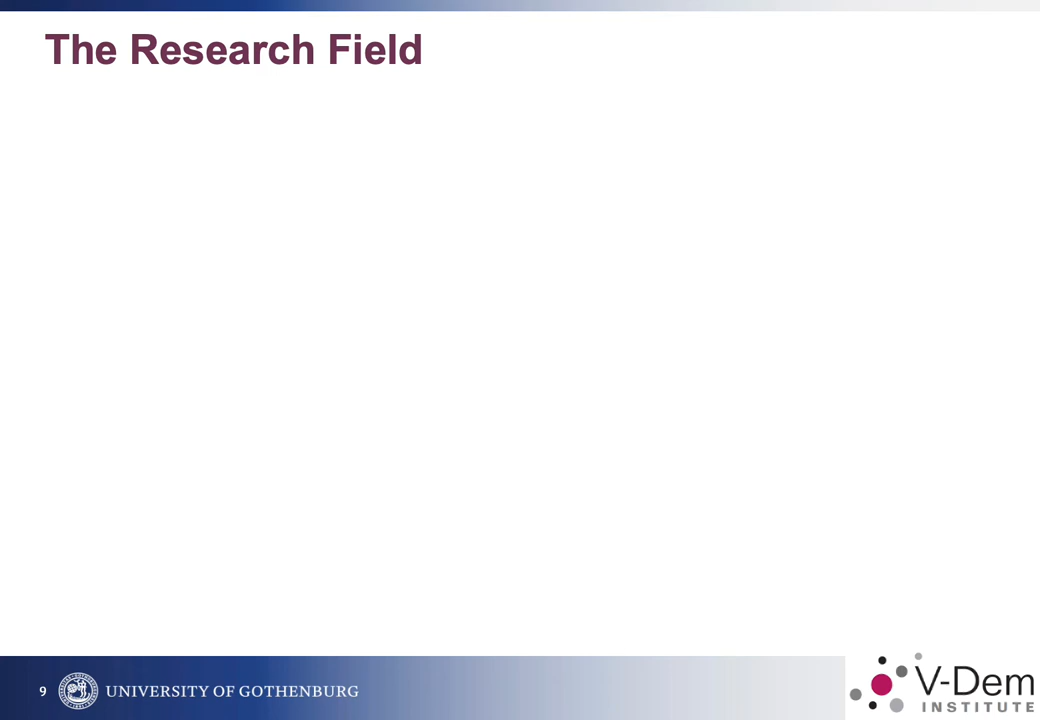 The Research Field
9
UNIVERSITY OF GOTHENBURG
V-Dem
INSTITUTE